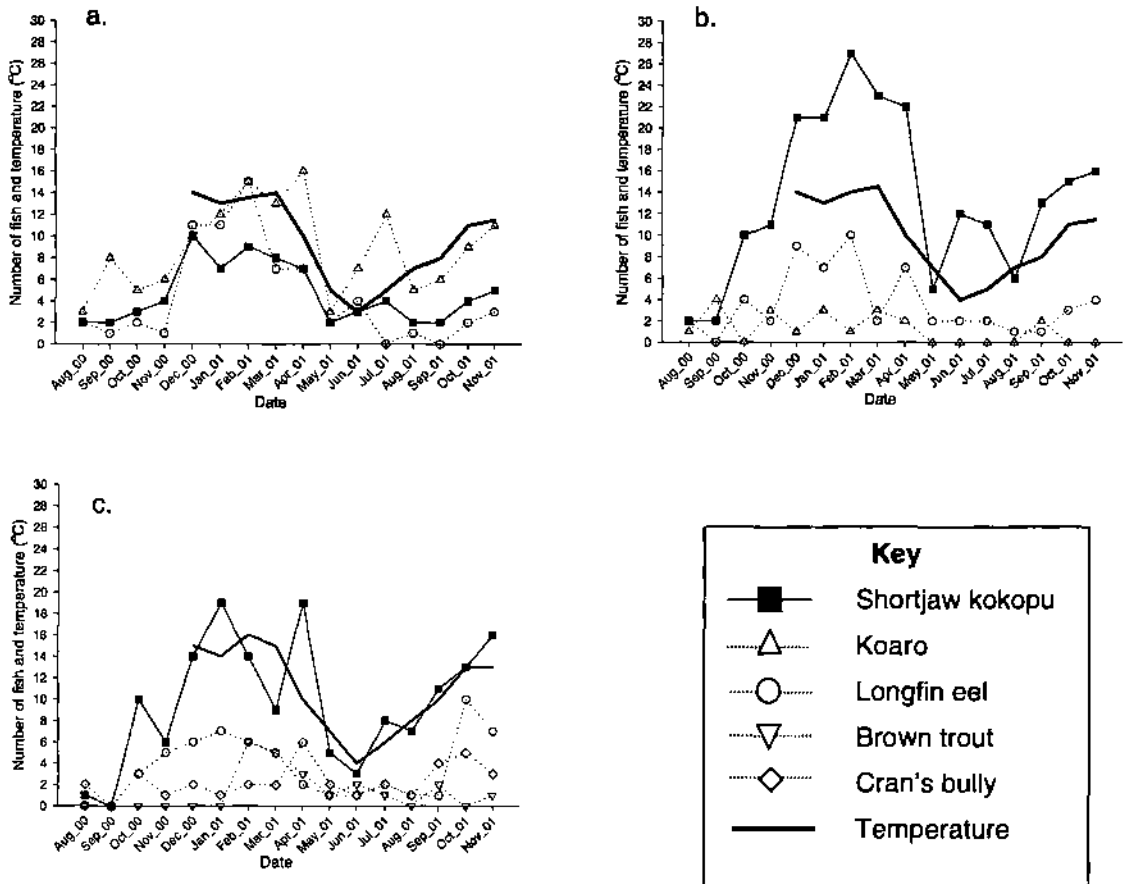 a.
Number of fish and temperature (°C)
30
28
26
24
22
20
18
16
14
12
10
8
6
4
2
0
Aug_00
Sep_00
Oct_00
Nov_00
Dec_00
Jan_01
Feb_01
Mar_01
Apr_01
May_01
Jun_01
Jul_01
Aug_01
Sep_01
Oct_01
Nov_01
Date
b.
Number of fish and temperature (°C)
30
28
26
24
22
20
18
16
14
12
10
8
6
4
2
0
Aug_00
Sep_00
Oct_00
Nov_00
Dec_00
Jan_01
Feb_01
Mar_01
Apr_01
May_01
Jun_01
Jul_01
Aug_01
Sep_01
Oct_01
Nov_01
Date
c.
Number of fish and temperature (°C)
30
28
26
24
22
20
18
16
14
12
10
8
6
4
2
0
Aug_00
Sep_00
Oct_00
Nov_00
Dec_00
Jan_01
Feb_01
Mar_01
Apr_01
May_01
Jun_01
Jul_01
Aug_01
Sep_01
Oct_01
Nov_01
Date
Key
Shortjaw kokopu
Koaro
Longfin eel
Brown trout
Cran's bully
Temperature